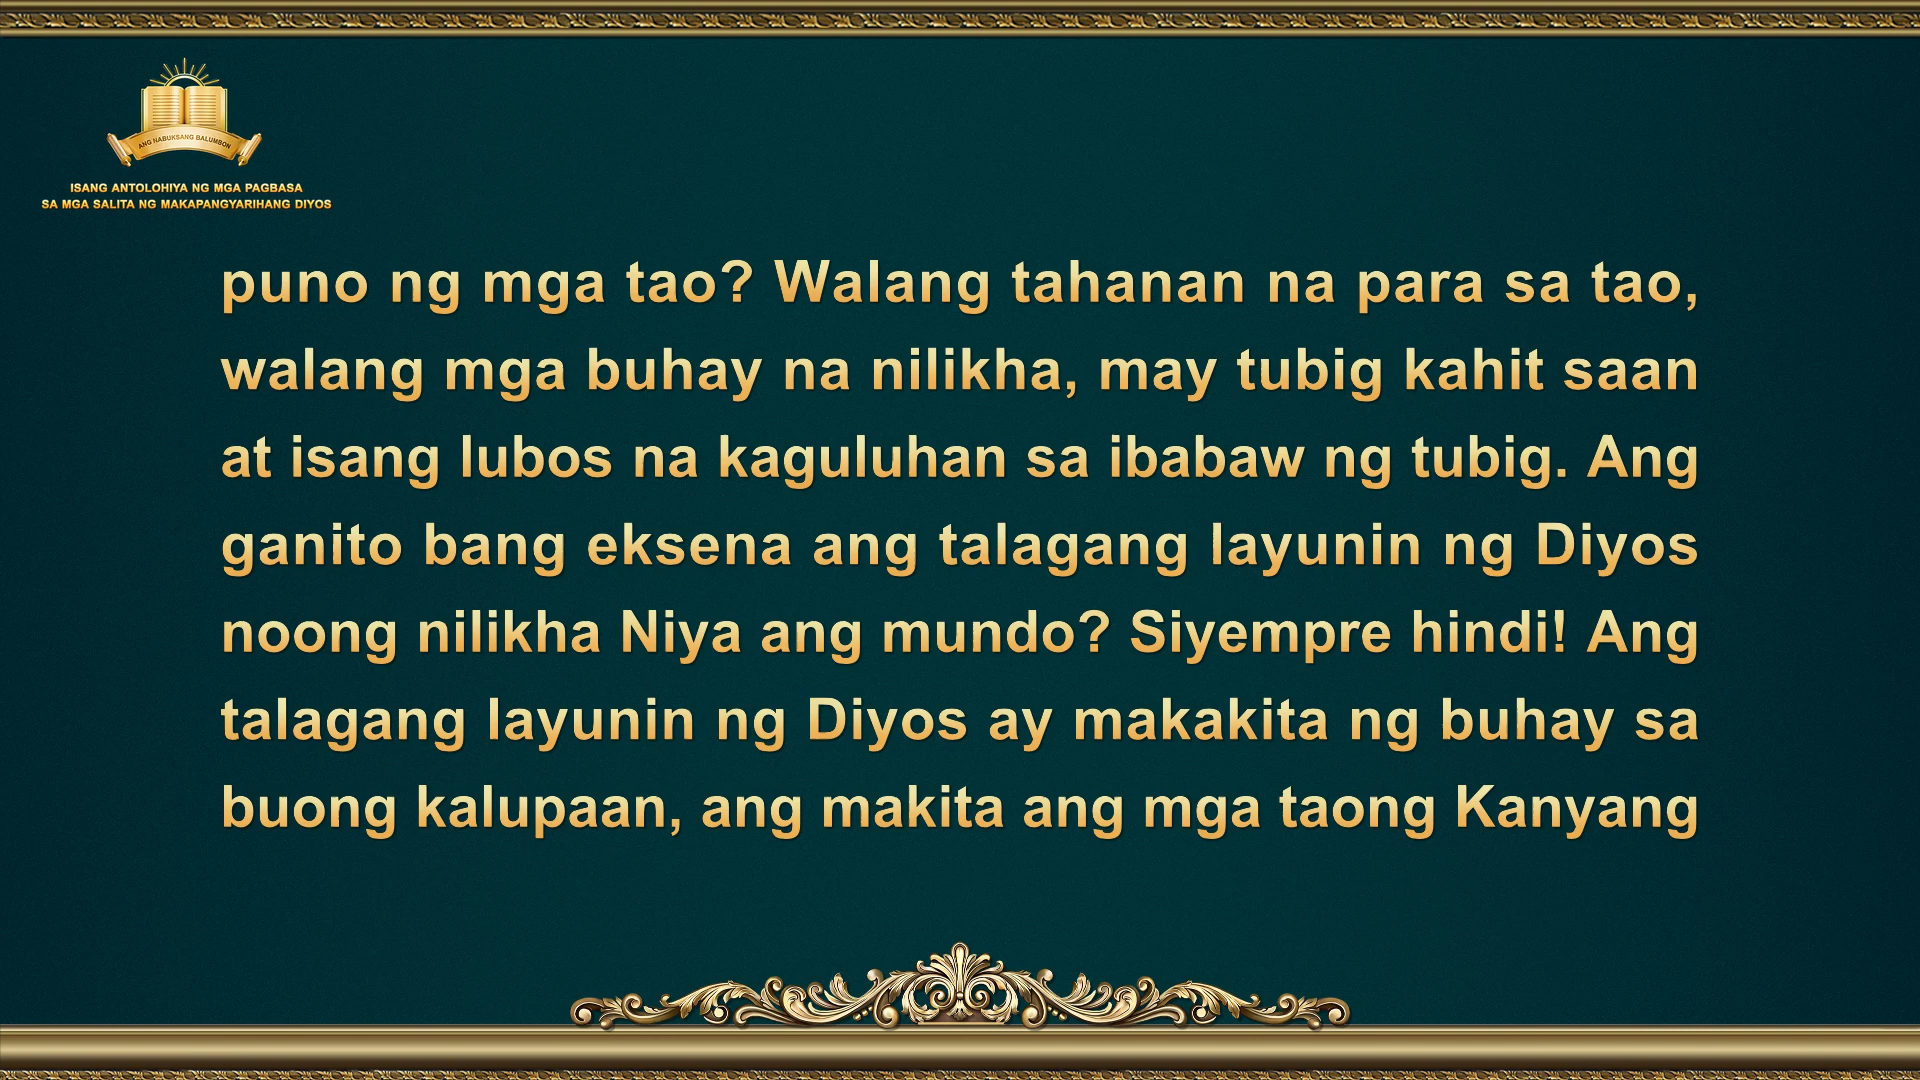 ANG NABUKSANG BALUMBON
ISANG ANTOLOHIYA NG MGA PAGBASA
SA MGA SALITA NG MAKAPANGYARIHANG DIYOS
puno ng mga tao? Walang tahanan na para sa tao,
walang mga buhay na nilikha, may tubig kahit saan
at isang lubos na kaguluhan sa ibabaw ng tubig. Ang
ganito bang eksena ang talagang layunin ng Diyos
noong nilikha Niya ang mundo? Siyempre hindi! Ang
talagang layunin ng Diyos ay makakita ng buhay sa
buong kalupaan, ang makita ang mga taong Kanyang